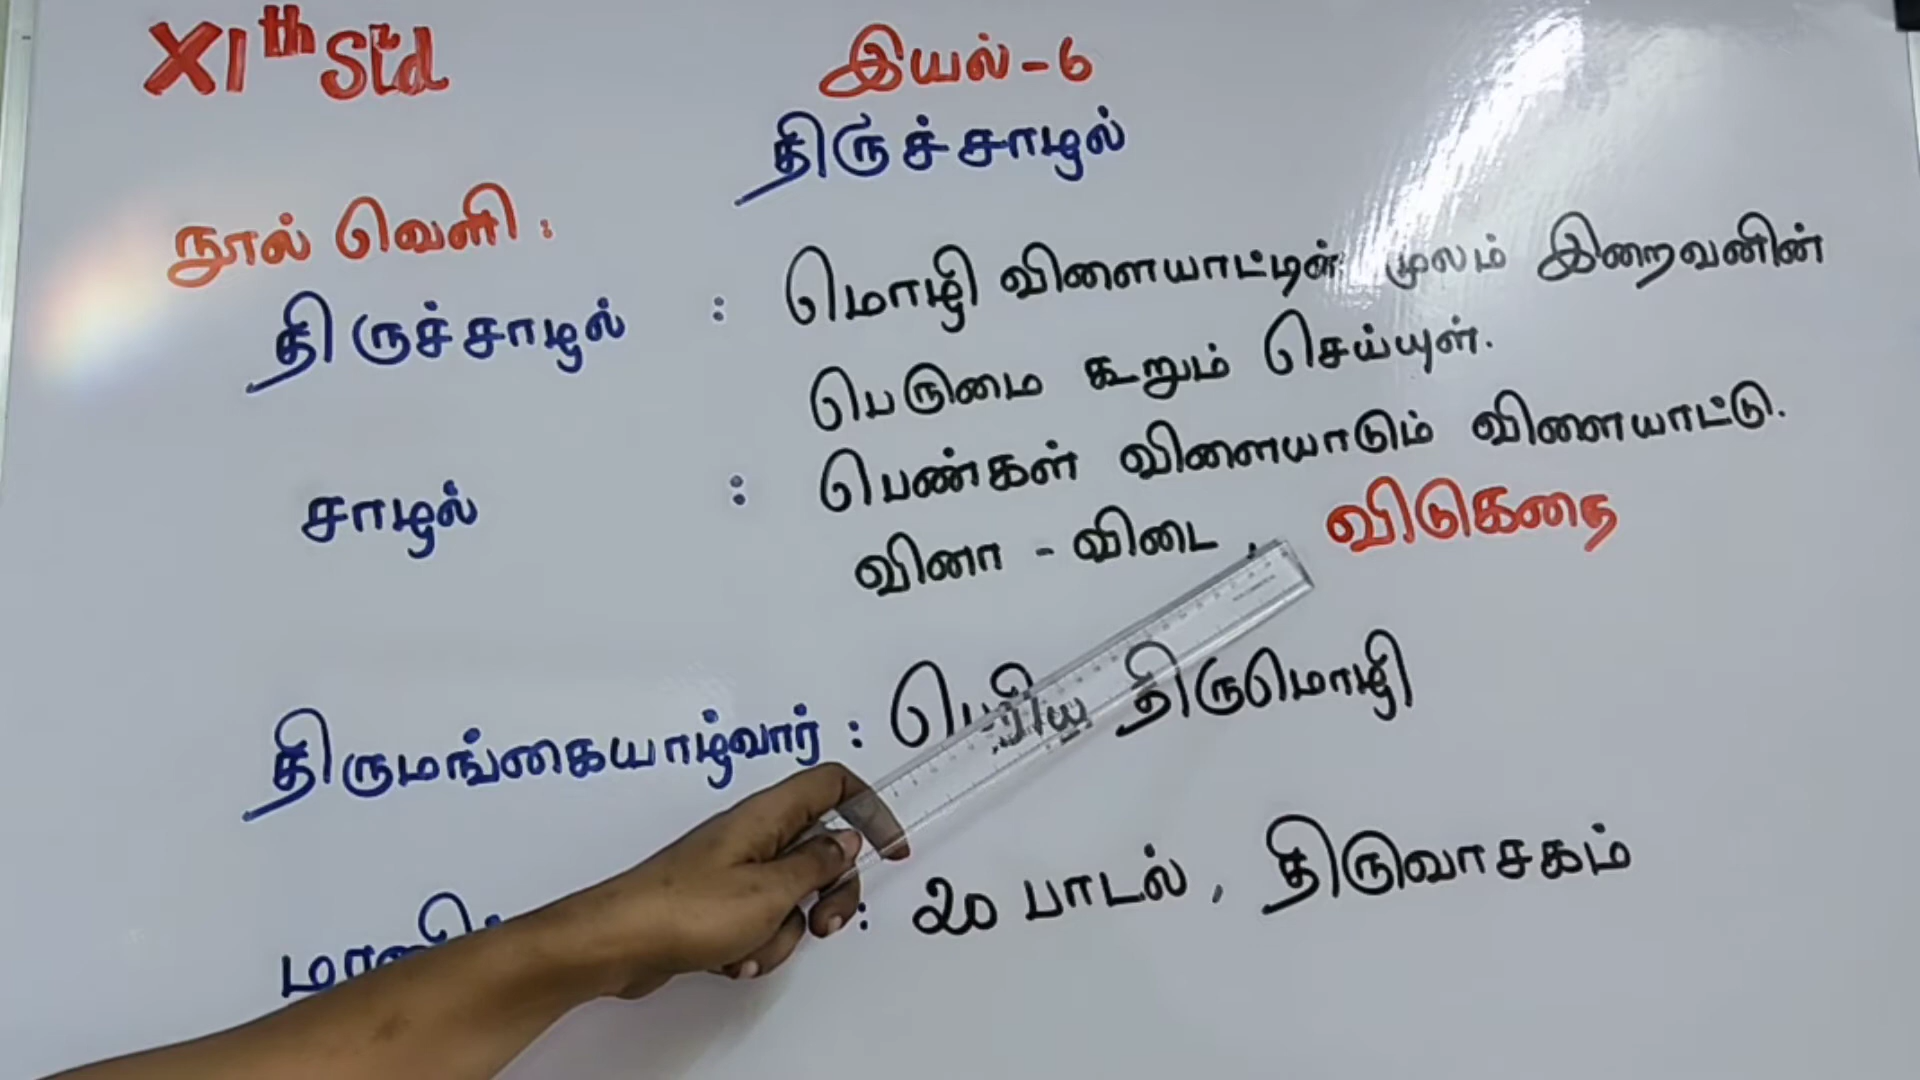 XIth Std இயல் - 6
திருச்சாழல்
நூல் வெளி :
திருச்சாழல் : மொழி விளையாட்டின் மூலம் இறைவனின்
பெருமை கூறும் செய்யுள்.
சாழல் : பெண்கள் விளையாடும் விளையாட்டு.
வினா - விடை, விடுகதை
திருமங்கையாழ்வார் : பெரிய திருமொழி
: 20 பாடல், திருவாசகம்